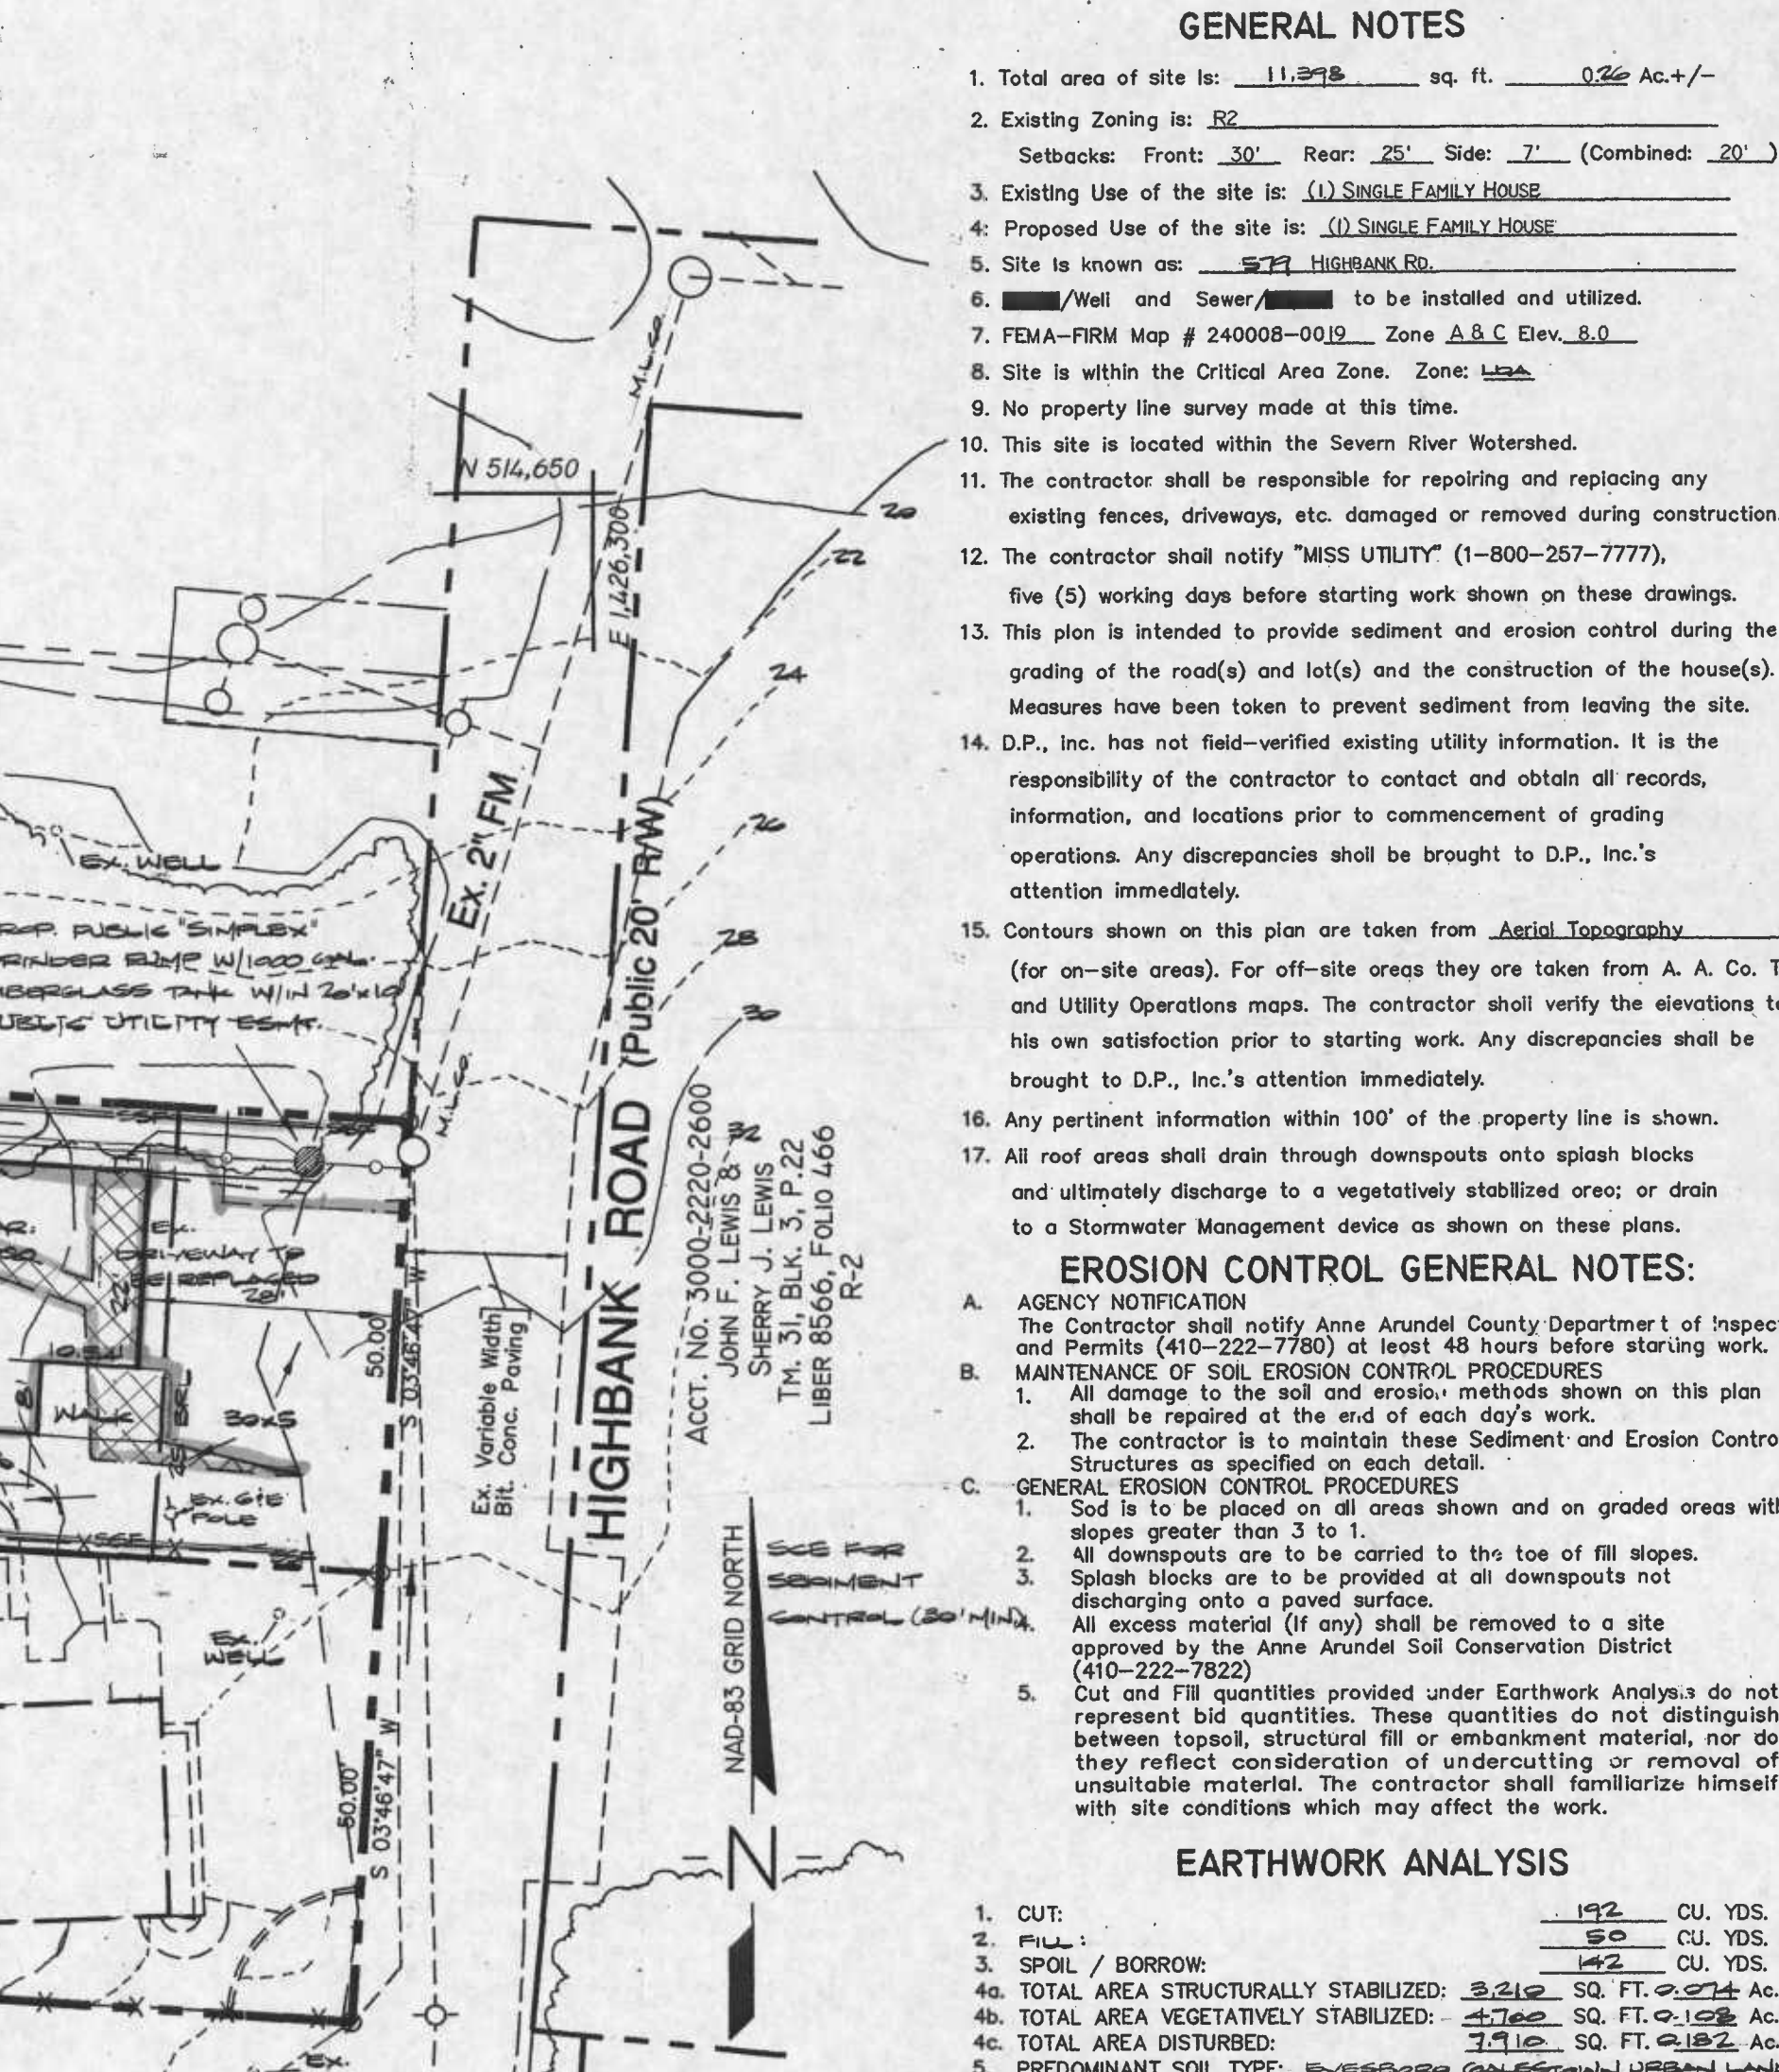 GENERAL NOTES
1. Total area of site is: 11,398 sq. ft. 0.26 Ac.+/-
2. Existing Zoning is: R2
Setbacks: Front: 30' Rear: 25' Side: 7' (Combined: 20' )
3. Existing Use of the site is: (1.) SINGLE FAMILY HOUSE
4. Proposed Use of the site is: (1) SINGLE FAMILY HOUSE
5. Site is known as: 579 HIGHBANK RD.
6. /Well and Sewer/ to be installed and utilized.
7. FEMA-FIRM Map # 240008-0019 Zone A & C Elev. 8.0
8. Site is within the Critical Area Zone. Zone: LDA
9. No property line survey made at this time.
10. This site is located within the Severn River Watershed.
11. The contractor shall be responsible for repairing and replacing any
existing fences, driveways, etc. damaged or removed during construction.
12. The contractor shall notify "MISS UTILITY" (1-800-257-7777),
five (5) working days before starting work shown on these drawings.
13. This plan is intended to provide sediment and erosion control during the
grading of the road(s) and lot(s) and the construction of the house(s).
Measures have been taken to prevent sediment from leaving the site.
14. D.P., Inc. has not field-verified existing utility information. It is the
responsibility of the contractor to contact and obtain all records,
information, and locations prior to commencement of grading
operations. Any discrepancies shall be brought to D.P., Inc.'s
attention immediately.
15. Contours shown on this plan are taken from Aerial Topography
(for on-site areas). For off-site areas they are taken from A. A. Co. T
and Utility Operations maps. The contractor shall verify the elevations to
his own satisfaction prior to starting work. Any discrepancies shall be
brought to D.P., Inc.'s attention immediately.
16. Any pertinent information within 100' of the property line is shown.
17. All roof areas shall drain through downspouts onto splash blocks
and ultimately discharge to a vegetatively stabilized area; or drain
to a Stormwater Management device as shown on these plans.
EROSION CONTROL GENERAL NOTES:
A. AGENCY NOTIFICATION
The Contractor shall notify Anne Arundel County Department of Inspec
and Permits (410-222-7780) at least 48 hours before starting work.
B. MAINTENANCE OF SOIL EROSION CONTROL PROCEDURES
1. All damage to the soil and erosion methods shown on this plan
shall be repaired at the end of each day's work.
2. The contractor is to maintain these Sediment and Erosion Contro
Structures as specified on each detail.
C. GENERAL EROSION CONTROL PROCEDURES
1. Sod is to be placed on all areas shown and on graded areas with
slopes greater than 3 to 1.
2. All downspouts are to be carried to the toe of fill slopes.
3. Splash blocks are to be provided at all downspouts not
discharging onto a paved surface.
4. All excess material (If any) shall be removed to a site
approved by the Anne Arundel Soil Conservation District
(410-222-7822)
5. Cut and Fill quantities provided under Earthwork Analysis do not
represent bid quantities. These quantities do not distinguish
between topsoil, structural fill or embankment material, nor do
they reflect consideration of undercutting or removal of
unsuitable material. The contractor shall familiarize himself
with site conditions which may affect the work.
EARTHWORK ANALYSIS
1. CUT: 192 CU. YDS.
2. FILL: 50 CU. YDS.
3. SPOIL / BORROW: 142 CU. YDS.
4a. TOTAL AREA STRUCTURALLY STABILIZED: 3,210 SQ. FT. 0.074 Ac.
4b. TOTAL AREA VEGETATIVELY STABILIZED: 4,700 SQ. FT. 0.108 Ac.
4c. TOTAL AREA DISTURBED: 7,910 SQ. FT. 0.182 Ac.
5. PREDOMINANT SOIL TYPE: EVESBORO GALESTOWN URBAN LAND
N 514,650
E 1,426,300
M.L.Co.
20
22
24
26
28
30
32
Ex. 2" FM
EX. WELL
ROP. PUBLIC "SIMPLEX"
RINDER PUMP W/1000 GAL.
IBERGLASS TANK W/IN 20'x10'
UBLIC UTILITY ESMT.
M.L.Co.
HIGHBANK ROAD (Public 20' R/W)
ACCT. No. 3000-2220-2600
JOHN F. LEWIS &
SHERRY J. LEWIS
TM. 31, BLK. 3, P.22
LIBER 8566, FOLIO 466
R-2
SSF
EX.
DRIVEWAY TO
BE REPLACED
22
50.00'
S 03°46'47" W
Ex. Variable Width
Bit. Conc. Paving
WALK
8'
BRL
30x5
EX. G/E
POLE
SSF
EX.
WELL
SCE FOR
SEDIMENT
CONTROL (30' MIN)
NAD-83 GRID NORTH
N
50.00'
S 03°46'47" W
EX.